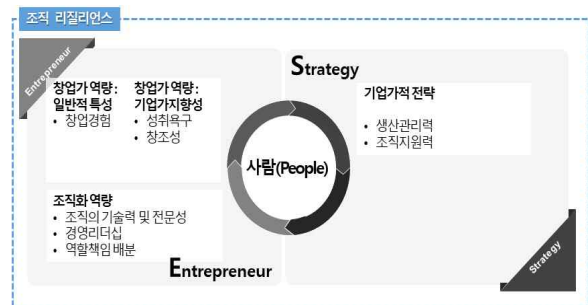 조직 리질리언스
Entrepreneur
창업가 역량 :
일반적 특성
• 창업경험
창업가 역량 :
기업가지향성
• 성취욕구
• 창조성
조직화 역량
• 조직의 기술력 및 전문성
• 경영리더십
• 역할책임 배분
Entrepreneur
사람(People)
Strategy
기업가적 전략
• 생산관리력
• 조직지원력
Strategy